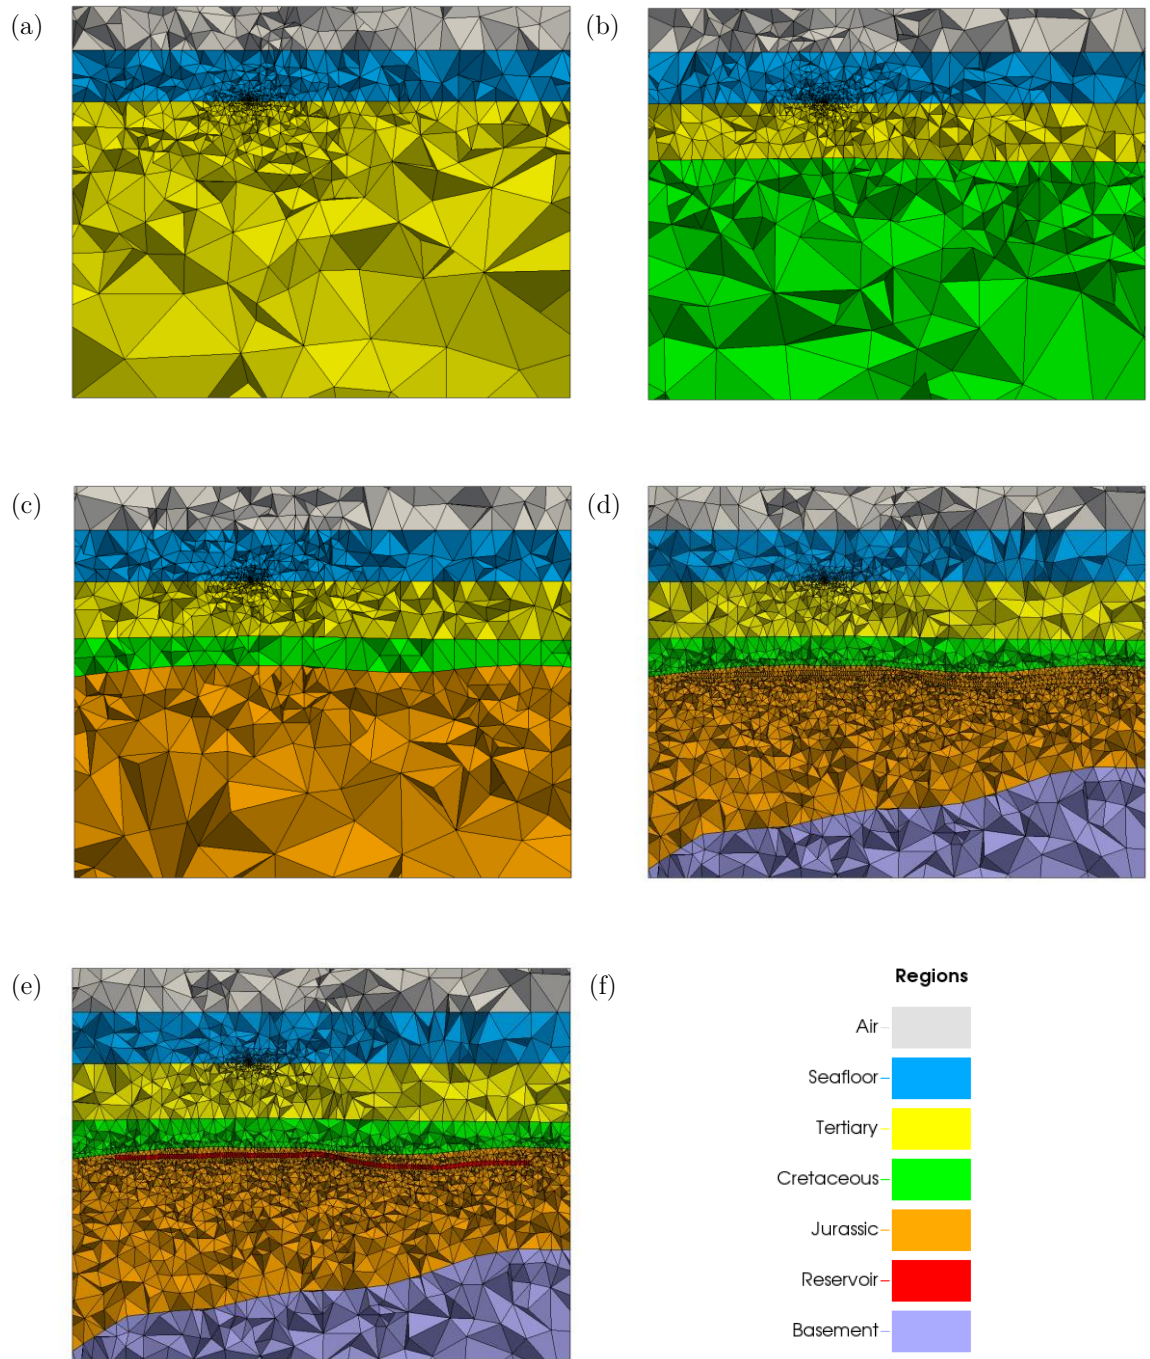 (a)
(b)
(c)
(d)
(e)
(f)
Regions
Air
Seafloor
Tertiary
Cretaceous
Jurassic
Reservoir
Basement